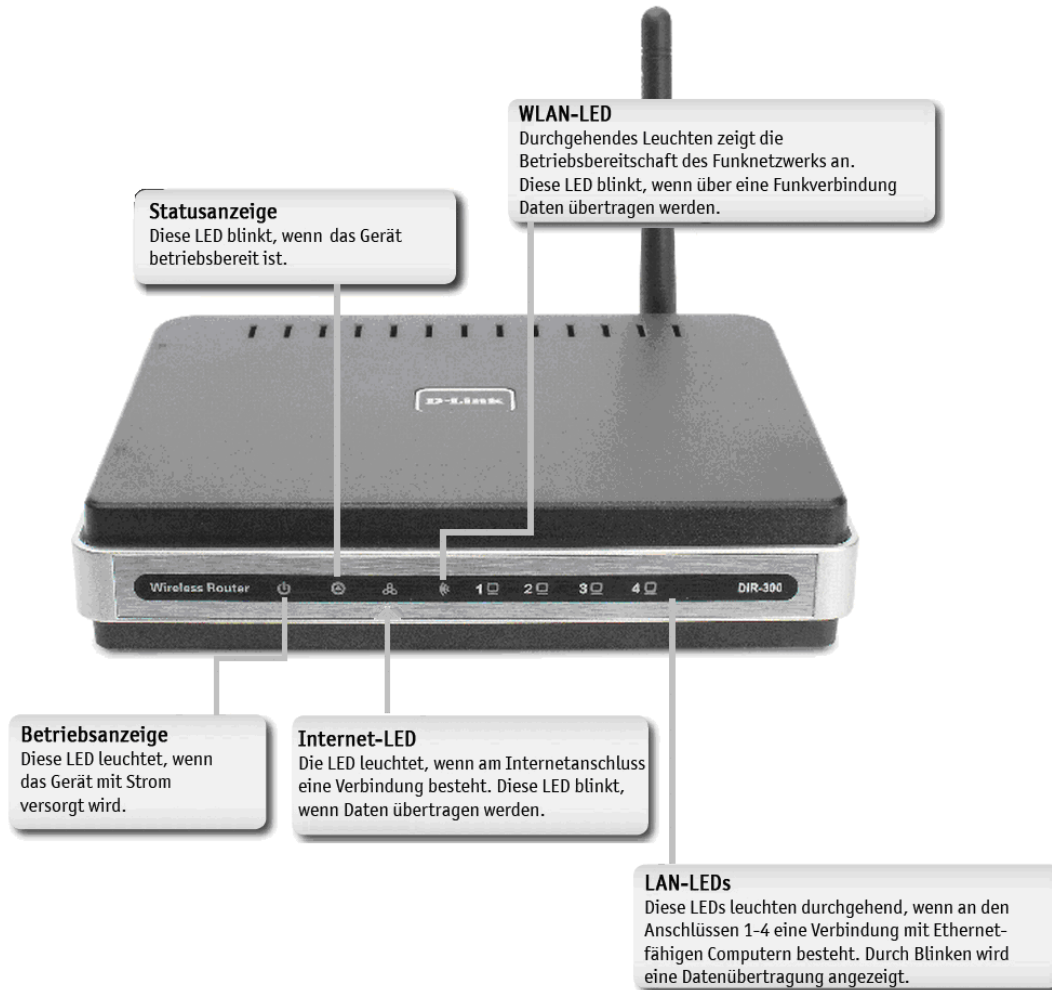 WLAN-LED
Durchgehendes Leuchten zeigt die
Betriebsbereitschaft des Funknetzwerks an.
Diese LED blinkt, wenn über eine Funkverbindung
Daten übertragen werden.
Statusanzeige
Diese LED blinkt, wenn das Gerät
betriebsbereit ist.
D-Link
Wireless Router 1 2 3 4 DIR-300
Betriebsanzeige
Diese LED leuchtet, wenn
das Gerät mit Strom
versorgt wird.
Internet-LED
Die LED leuchtet, wenn am Internetanschluss
eine Verbindung besteht. Diese LED blinkt,
wenn Daten übertragen werden.
LAN-LEDs
Diese LEDs leuchten durchgehend, wenn an den
Anschlüssen 1-4 eine Verbindung mit Ethernet-
fähigen Computern besteht. Durch Blinken wird
eine Datenübertragung angezeigt.